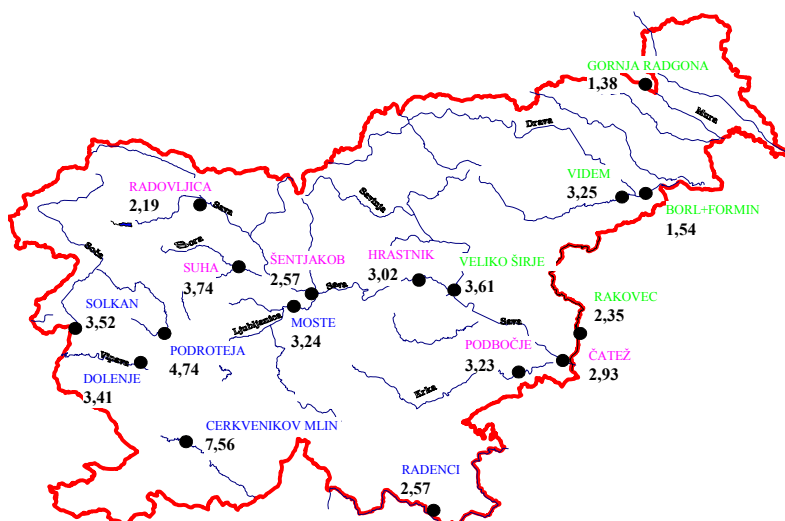 GORNJA RADGONA
1,38
Mura
Drava
VIDEM
3,25
BORL+FORMIN
1,54
RADOVLJICA
2,19
Sava
Savinja
Sora
Soča
SUHA
3,74
ŠENTJAKOB
2,57
Sava
HRASTNIK
3,02
VELIKO ŠIRJE
3,61
SOLKAN
3,52
Ljubljanica
MOSTE
3,24
Sava
RAKOVEC
2,35
PODROTEJA
4,74
Vipava
DOLENJE
3,41
PODBOČJE
3,23
ČATEŽ
2,93
Krka
CERKVENIKOV MLIN
7,56
RADENCI
2,57